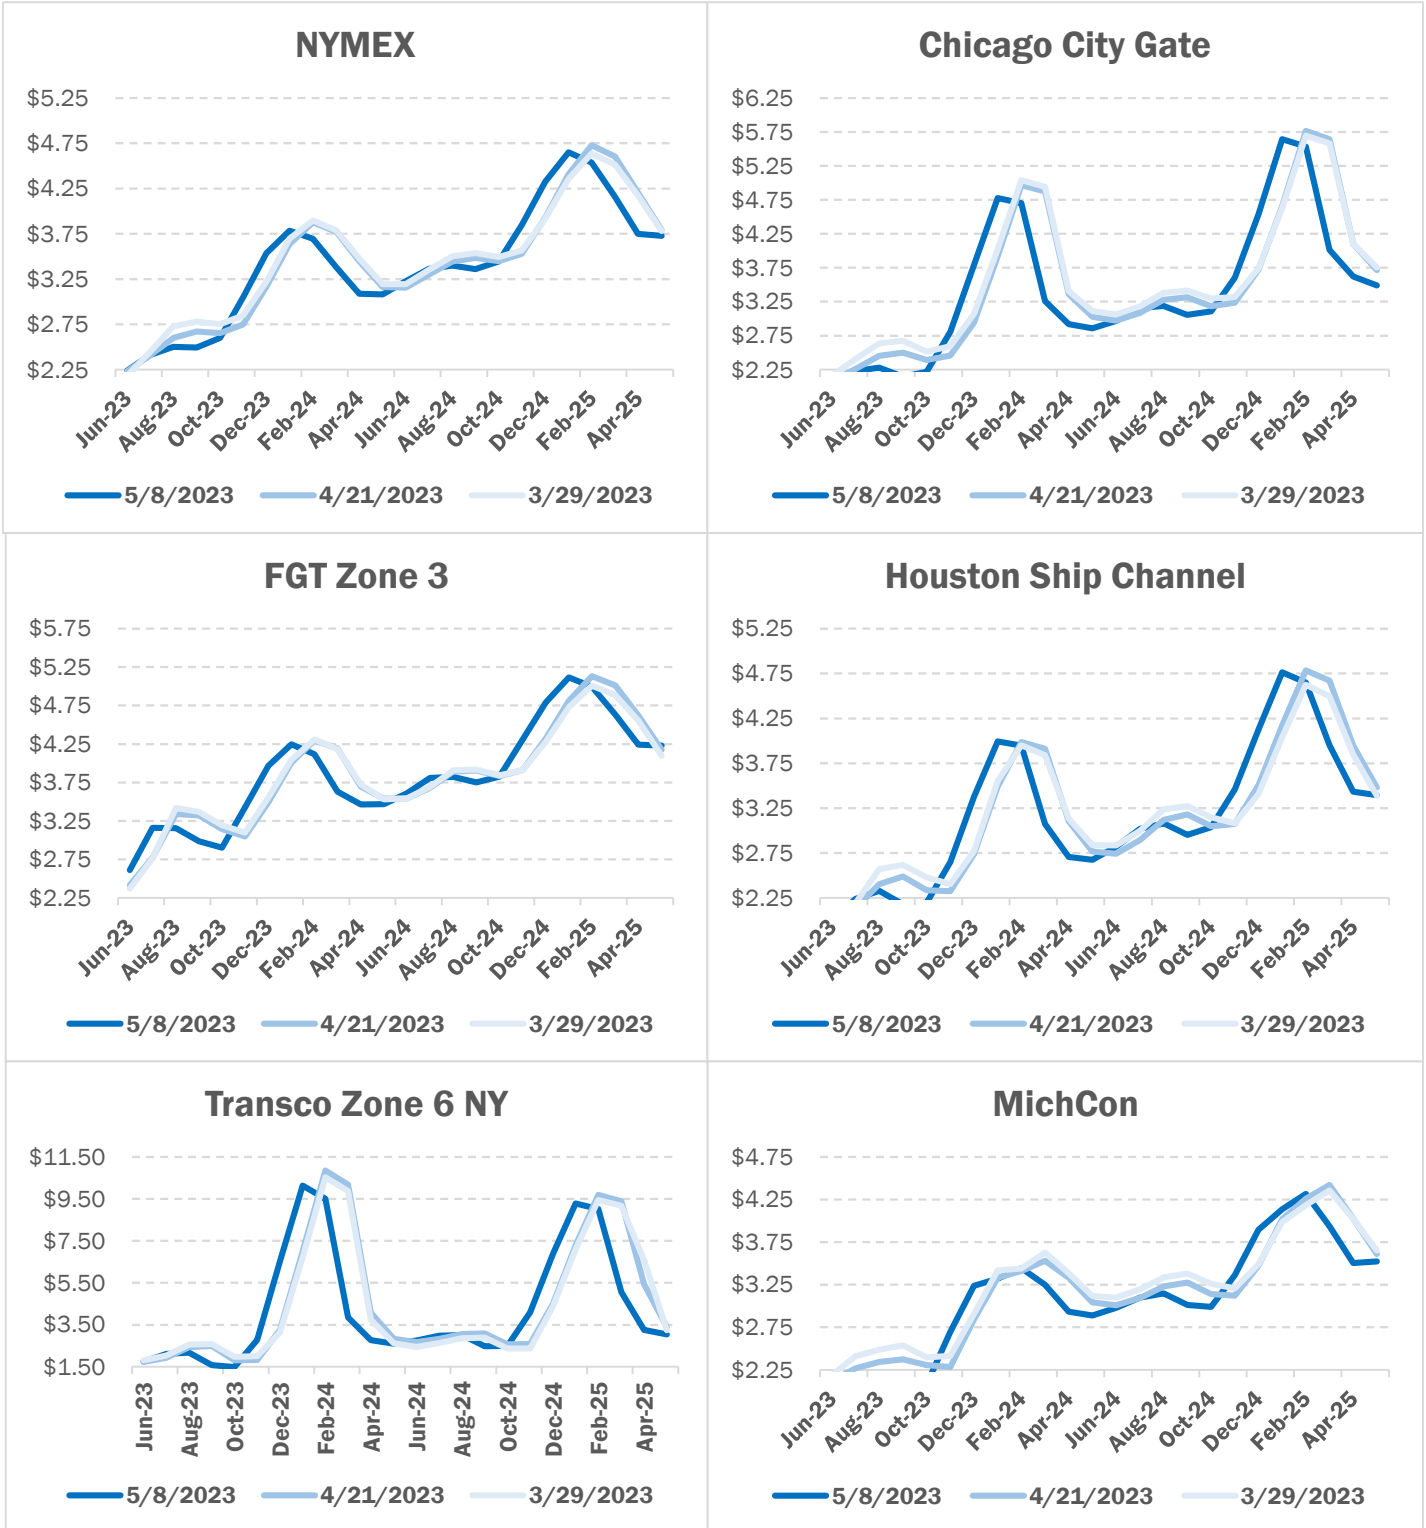 NYMEX
$5.25
$4.75
$4.25
$3.75
$3.25
$2.75
$2.25
Jun-23 Aug-23 Oct-23 Dec-23 Feb-24 Apr-24 Jun-24 Aug-24 Oct-24 Dec-24 Feb-25 Apr-25
5/8/2023 4/21/2023 3/29/2023
Chicago City Gate
$6.25
$5.75
$5.25
$4.75
$4.25
$3.75
$3.25
$2.75
$2.25
Jun-23 Aug-23 Oct-23 Dec-23 Feb-24 Apr-24 Jun-24 Aug-24 Oct-24 Dec-24 Feb-25 Apr-25
5/8/2023 4/21/2023 3/29/2023
FGT Zone 3
$5.75
$5.25
$4.75
$4.25
$3.75
$3.25
$2.75
$2.25
Jun-23 Aug-23 Oct-23 Dec-23 Feb-24 Apr-24 Jun-24 Aug-24 Oct-24 Dec-24 Feb-25 Apr-25
5/8/2023 4/21/2023 3/29/2023
Houston Ship Channel
$5.25
$4.75
$4.25
$3.75
$3.25
$2.75
$2.25
Jun-23 Aug-23 Oct-23 Dec-23 Feb-24 Apr-24 Jun-24 Aug-24 Oct-24 Dec-24 Feb-25 Apr-25
5/8/2023 4/21/2023 3/29/2023
Transco Zone 6 NY
$11.50
$9.50
$7.50
$5.50
$3.50
$1.50
Jun-23 Aug-23 Oct-23 Dec-23 Feb-24 Apr-24 Jun-24 Aug-24 Oct-24 Dec-24 Feb-25 Apr-25
5/8/2023 4/21/2023 3/29/2023
MichCon
$4.75
$4.25
$3.75
$3.25
$2.75
$2.25
Jun-23 Aug-23 Oct-23 Dec-23 Feb-24 Apr-24 Jun-24 Aug-24 Oct-24 Dec-24 Feb-25 Apr-25
5/8/2023 4/21/2023 3/29/2023